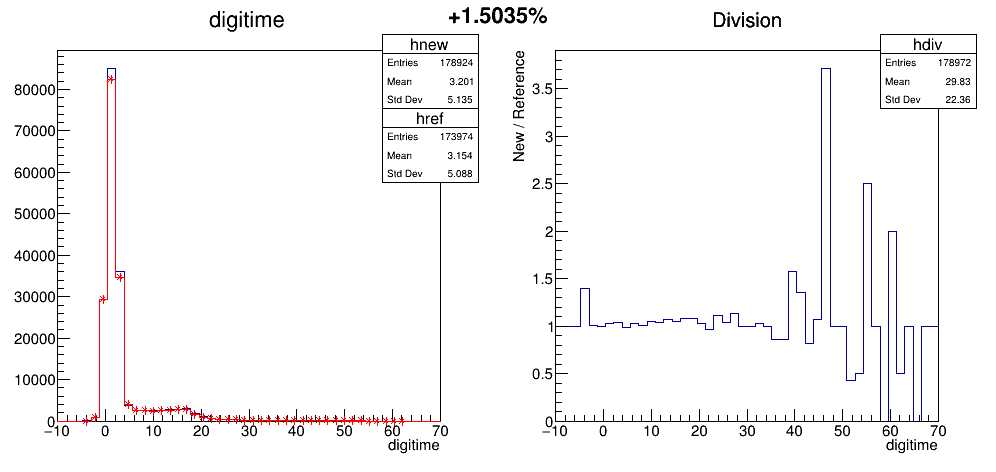 digitime
+1.5035%
Division
hnew
Entries 178924
Mean 3.201
Std Dev 5.135
href
Entries 173974
Mean 3.154
Std Dev 5.088
80000
70000
60000
50000
40000
30000
20000
10000
0
−10 0 10 20 30 40 50 60 70
digitime
hdiv
Entries 178972
Mean 29.83
Std Dev 22.36
New / Reference
3.5
3
2.5
2
1.5
1
0.5
0
−10 0 10 20 30 40 50 60 70
digitime